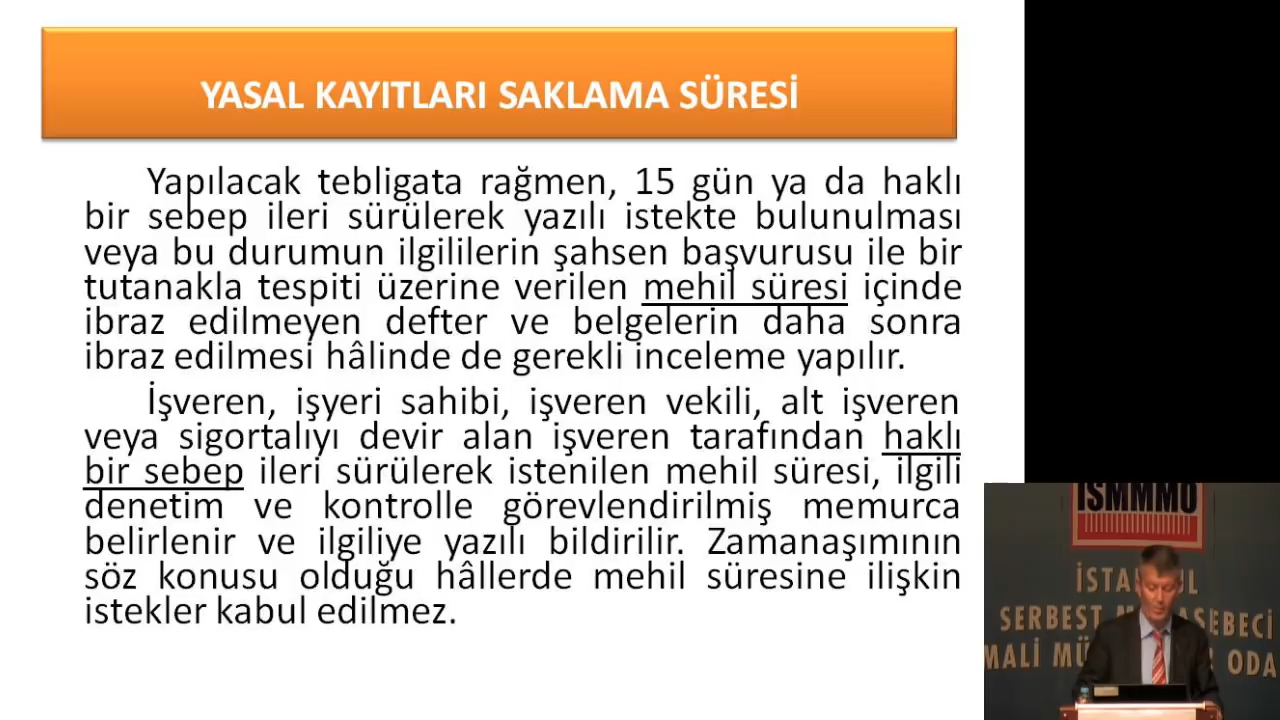 YASAL KAYITLARI SAKLAMA SÜRESİ
Yapılacak tebligata rağmen, 15 gün ya da haklı
bir sebep ileri sürülerek yazılı istekte bulunulması
veya bu durumun ilgililerin şahsen başvurusu ile bir
tutanakla tespiti üzerine verilen mehil süresi içinde
ibraz edilmeyen defter ve belgelerin daha sonra
ibraz edilmesi hâlinde de gerekli inceleme yapılır.
İşveren, işyeri sahibi, işveren vekili, alt işveren
veya sigortalıyı devir alan işveren tarafından haklı
bir sebep ileri sürülerek istenilen mehil süresi, ilgili
denetim ve kontrolle görevlendirilmiş memurca
belirlenir ve ilgiliye yazılı bildirilir. Zamanaşımının
söz konusu olduğu hâllerde mehil süresine ilişkin
istekler kabul edilmez.
ISMMMO
SERBEST